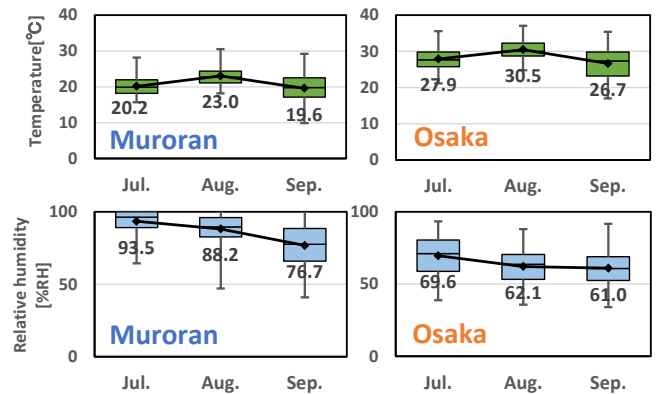 Temperature[℃]
40
30
20
10
0
20.2
23.0
19.6
Muroran
Jul.
Aug.
Sep.
40
30
20
10
0
27.9
30.5
26.7
Osaka
Jul.
Aug.
Sep.
Relative humidity
[%RH]
100
50
0
93.5
88.2
76.7
Muroran
Jul.
Aug.
Sep.
100
50
0
69.6
62.1
61.0
Osaka
Jul.
Aug.
Sep.